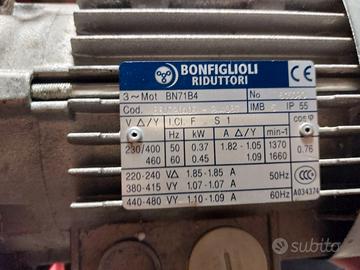 BONFIGLIOLI
RIDUTTORI
3~Mot BN71B4 No
Cod. IMB IP 55
V △/Y I.CL F S 1
Hz kW A △/Y min-1 cosφ
230/400 50 0.37 1.82-1.05 1370 0.76
460 60 0.45 1.09 1660
220-240 V△ 1.85-1.85 A 50Hz
380-415 VY 1.07-1.07 A
440-480 VY 1.10-1.09 A 60Hz
CCC
A034374
subito